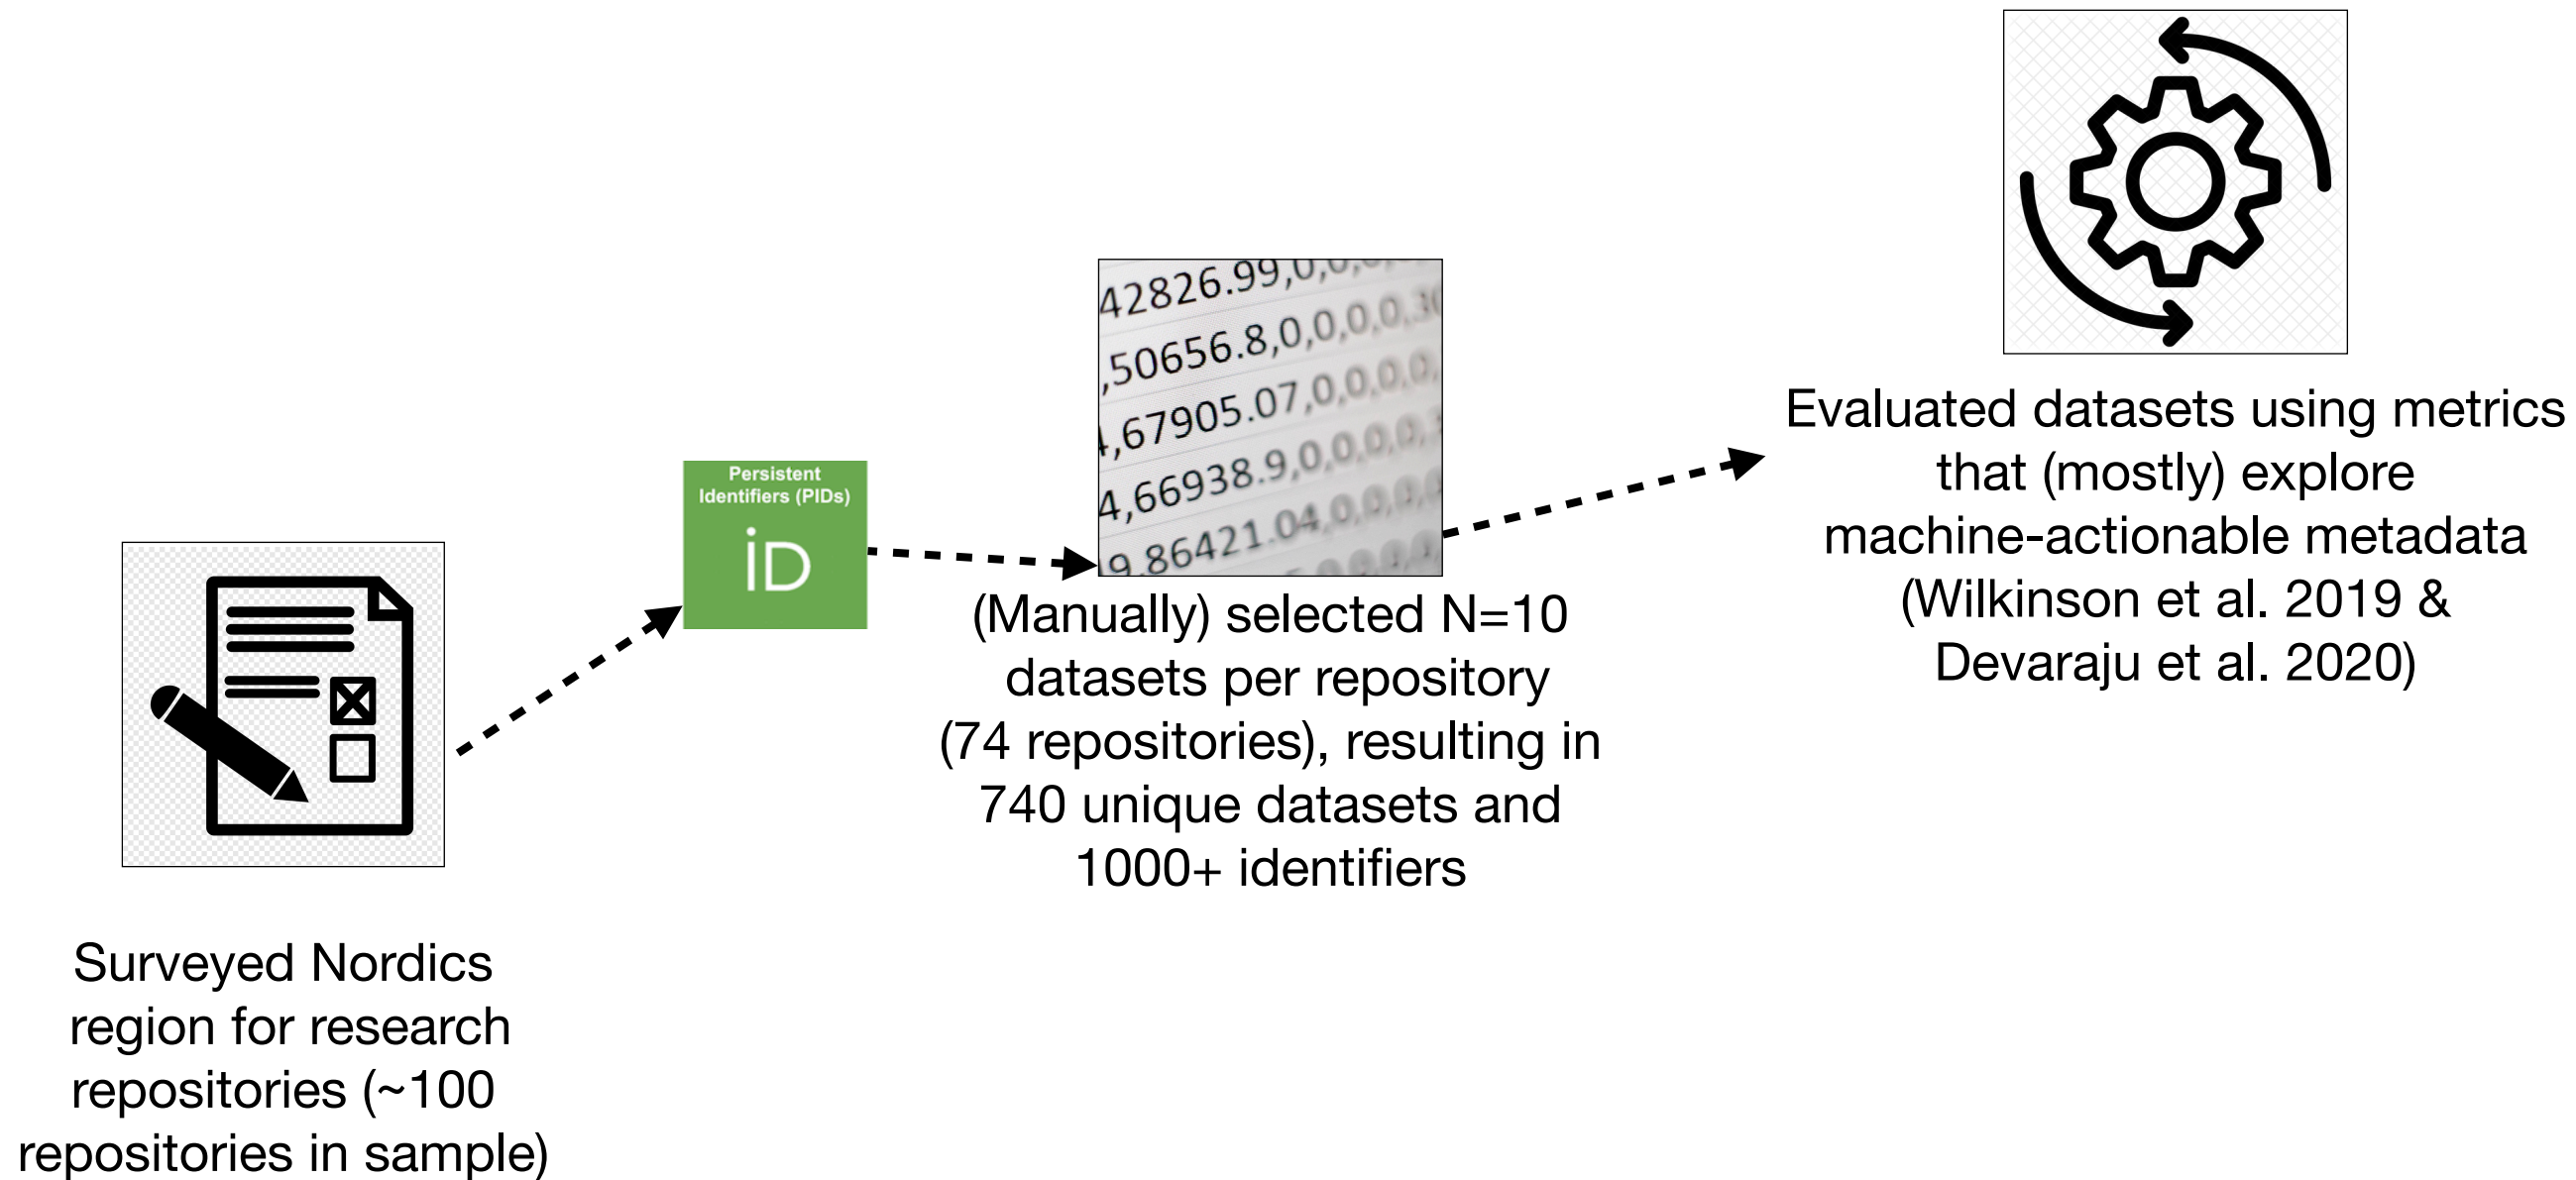 Surveyed Nordics
region for research
repositories (~100
repositories in sample)
Persistent
Identifiers (PIDs)
iD
42826.99,0,0,
,50656.8,0,0,0,0,30
,67905.07,0,0,0,0,
4,66938.9,0,0,0,0,
9.86421.04,0,0,0,0
(Manually) selected N=10
datasets per repository
(74 repositories), resulting in
740 unique datasets and
1000+ identifiers
Evaluated datasets using metrics
that (mostly) explore
machine-actionable metadata
(Wilkinson et al. 2019 &
Devaraju et al. 2020)